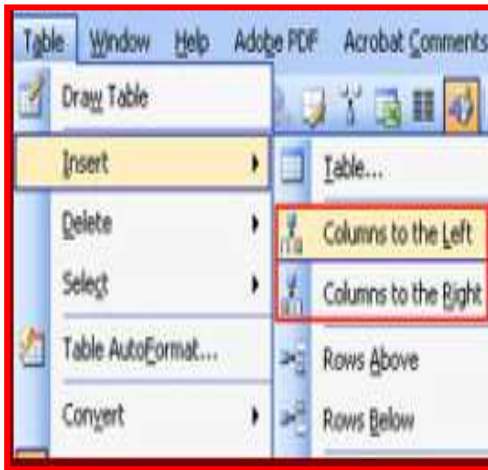 Table Window Help Adobe PDF Acrobat Comments
Draw Table
Insert
Delete
Select
Table AutoFormat...
Convert
Table...
Columns to the Left
Columns to the Right
Rows Above
Rows Below